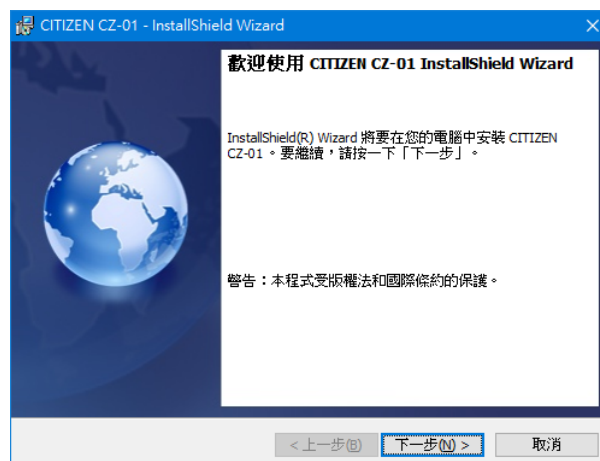 CITIZEN CZ-01 - InstallShield Wizard
歡迎使用 CITIZEN CZ-01 InstallShield Wizard
InstallShield(R) Wizard 將要在您的電腦中安裝 CITIZEN
CZ-01。要繼續，請按一下「下一步」。
警告：本程式受版權法和國際條約的保護。
< 上一步(B)
下一步(N) >
取消